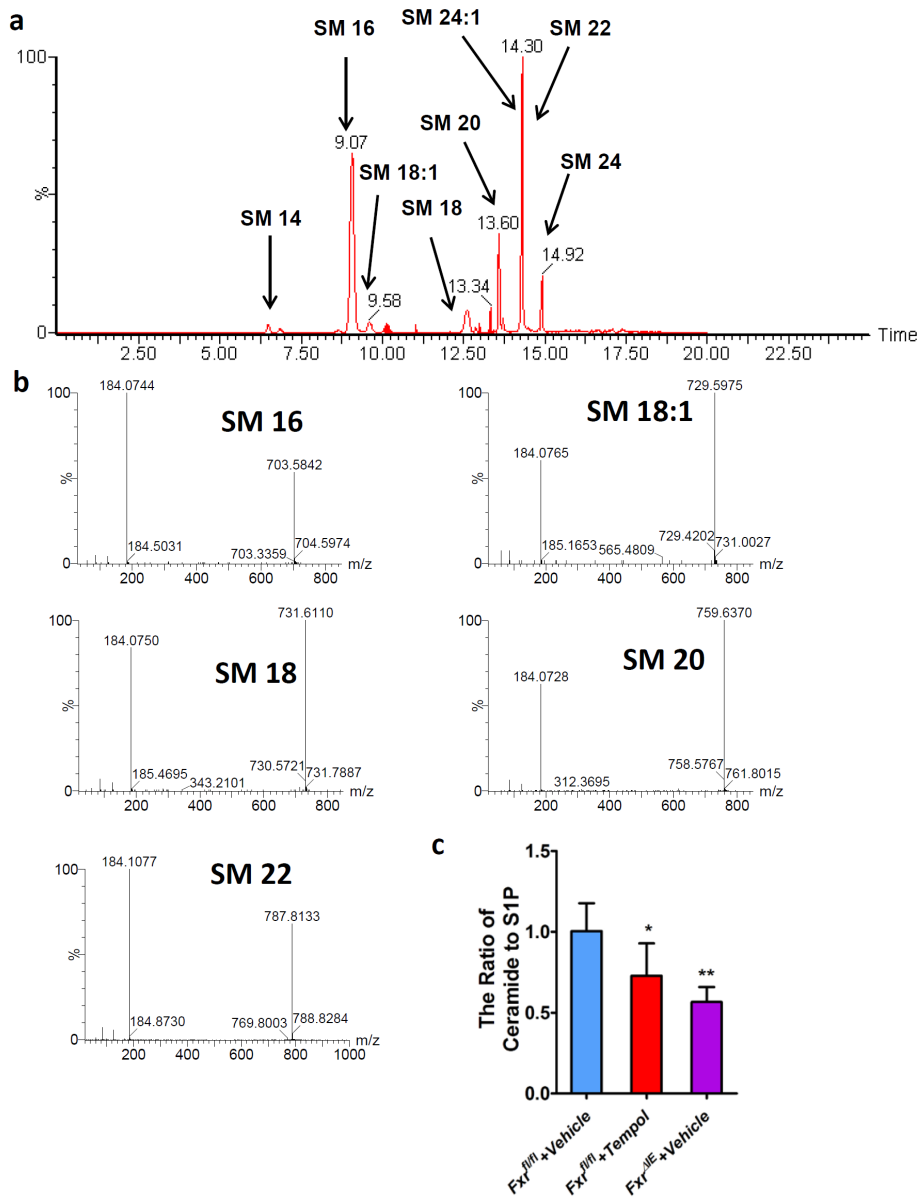 a
SM 16
SM 24:1
SM 22
14.30
100
9.07
SM 20
SM 18:1
SM 24
%
SM 14
SM 18
13.60
14.92
13.34
9.58
0
Time
2.50 5.00 7.50 10.00 12.50 15.00 17.50 20.00 22.50
b
184.0744
100
SM 16
703.5842
%
184.5031
703.3359
704.5974
0
200 400 600 800 m/z
729.5975
100
SM 18:1
184.0765
%
185.1653
565.4809
729.4202
731.0027
0
200 400 600 800 m/z
731.6110
100
184.0750
SM 18
%
185.4695
343.2101
730.5721
731.7887
0
200 400 600 800 m/z
759.6370
100
SM 20
184.0728
%
312.3695
758.5767
761.8015
0
200 400 600 800 m/z
184.1077
100
SM 22
787.8133
%
184.8730
769.8003
788.8284
0
200 400 600 800 1000 m/z
c
The Ratio of
Ceramide to S1P
1.5
1.0
0.5
0.0
*
**
Fxr^fl/fl+Vehicle
Fxr^fl/fl+Tempol
Fxr^ΔIE+Vehicle